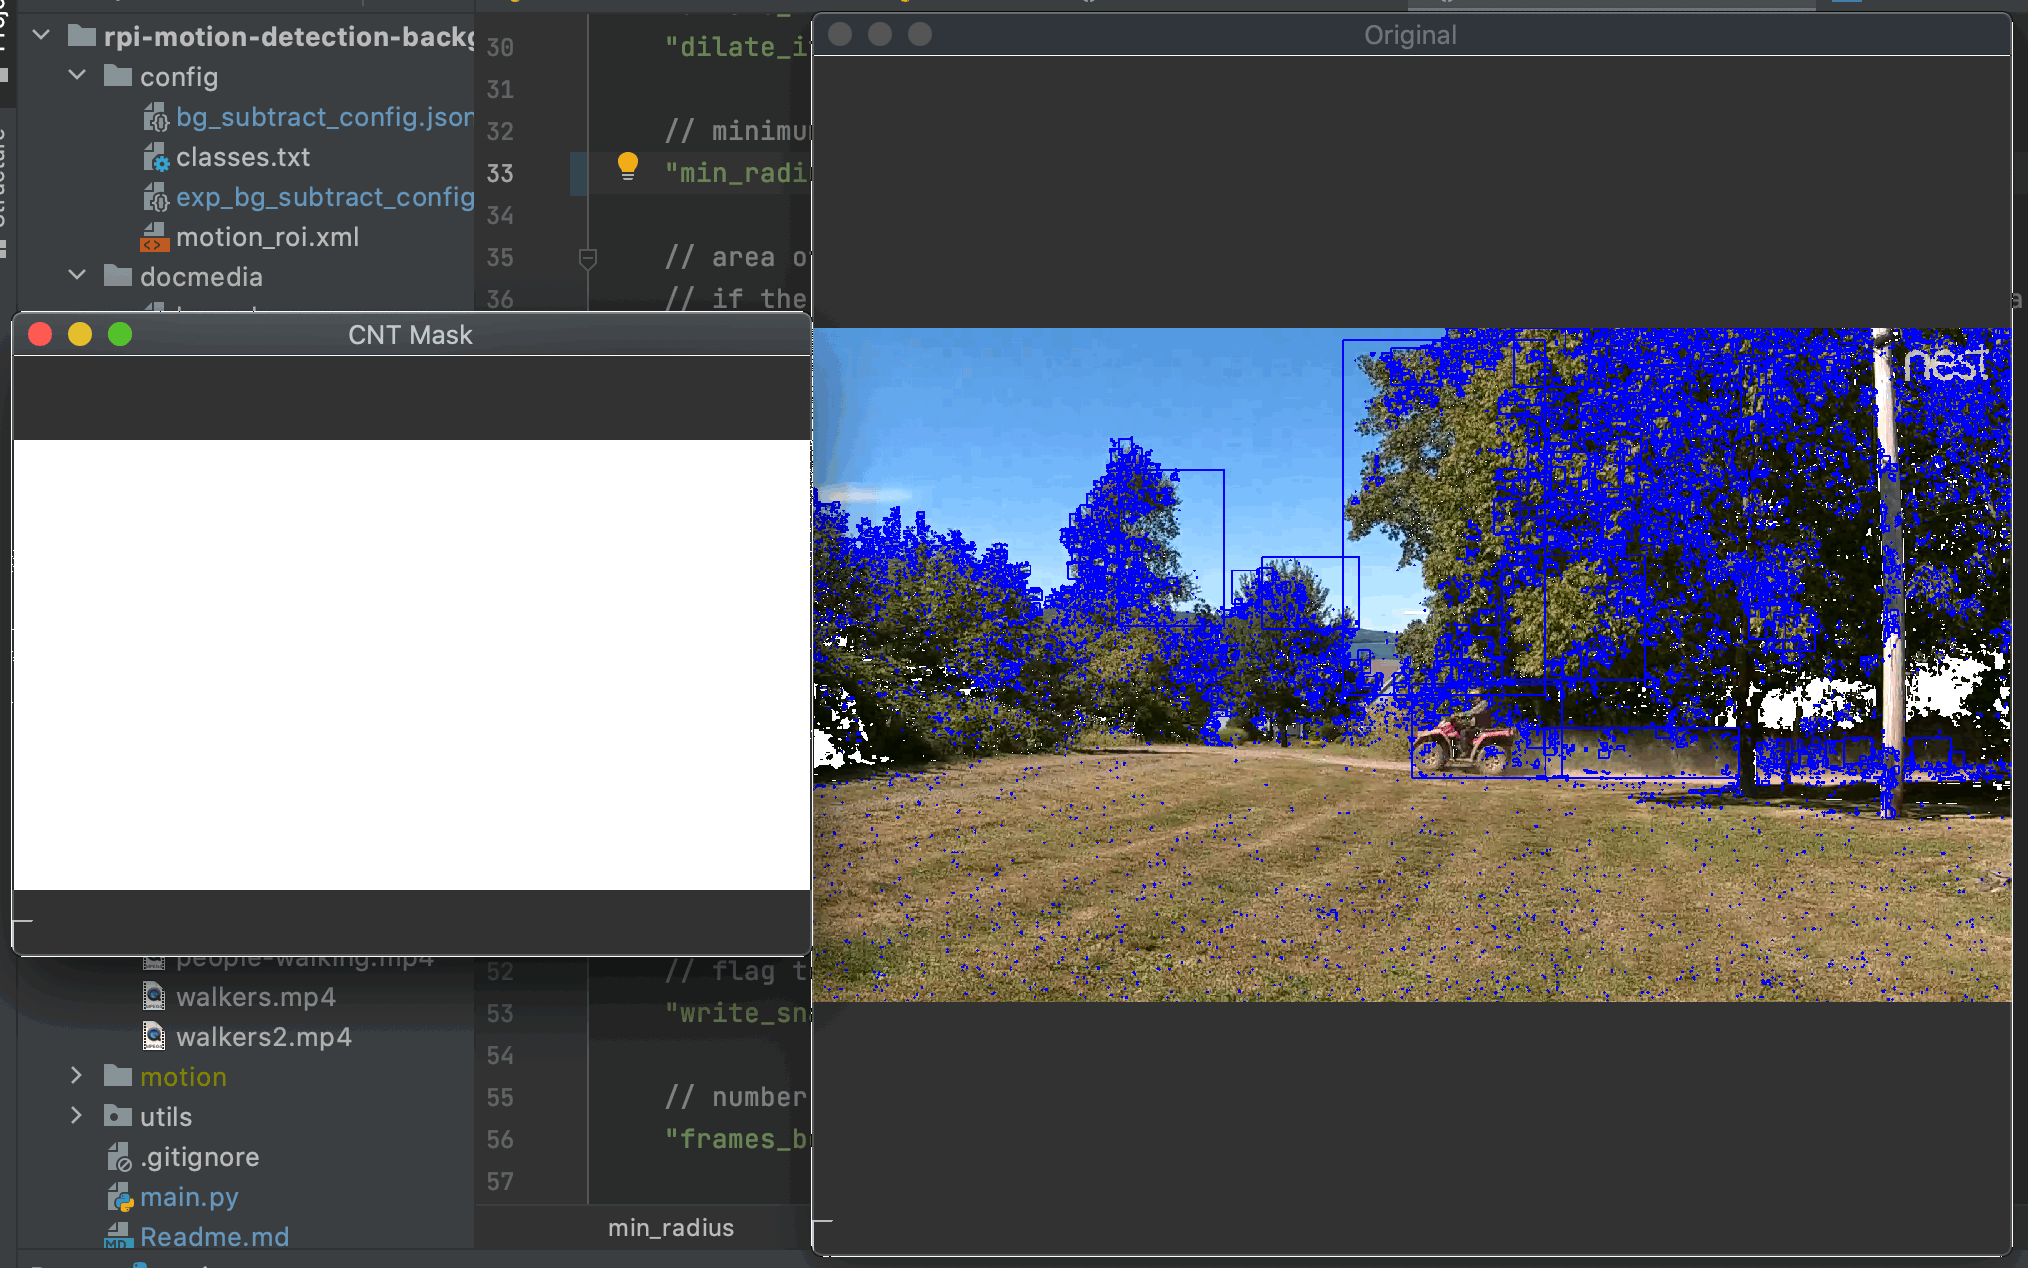 rpi-motion-detection-backg
config
bg_subtract_config.json
classes.txt
exp_bg_subtract_config
motion_roi.xml
docmedia
30 "dilate_i
31
32 // minimu
33 "min_radi
34
35 // area o
36 // if the
Original
nest
CNT Mask
people-walking.mp4
walkers.mp4
walkers2.mp4
motion
utils
.gitignore
main.py
Readme.md
52 // flag t
53 "write_sn
54
55 // number
56 "frames_b
57
min_radius